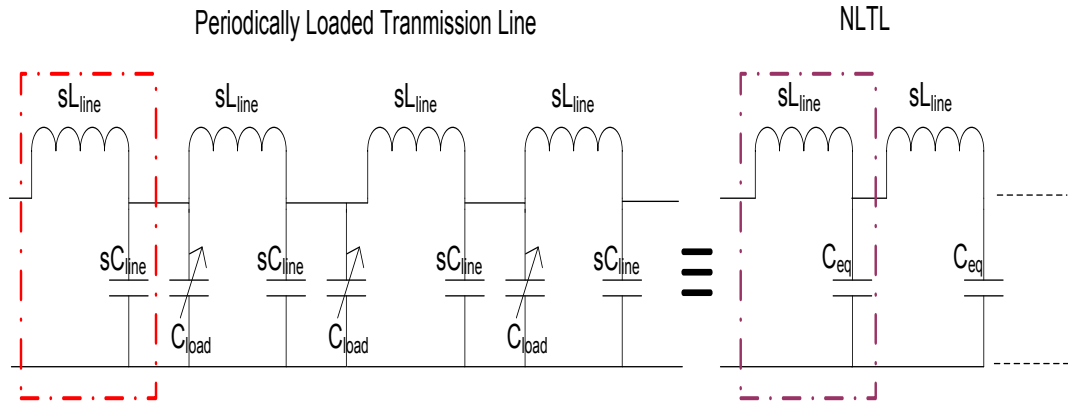 Periodically Loaded Tranmission Line
NLTL
sLline
sLline
sLline
sLline
sLline
sLline
sCline
sCline
sCline
sCline
Ceq
Ceq
Cload
Cload
Cload